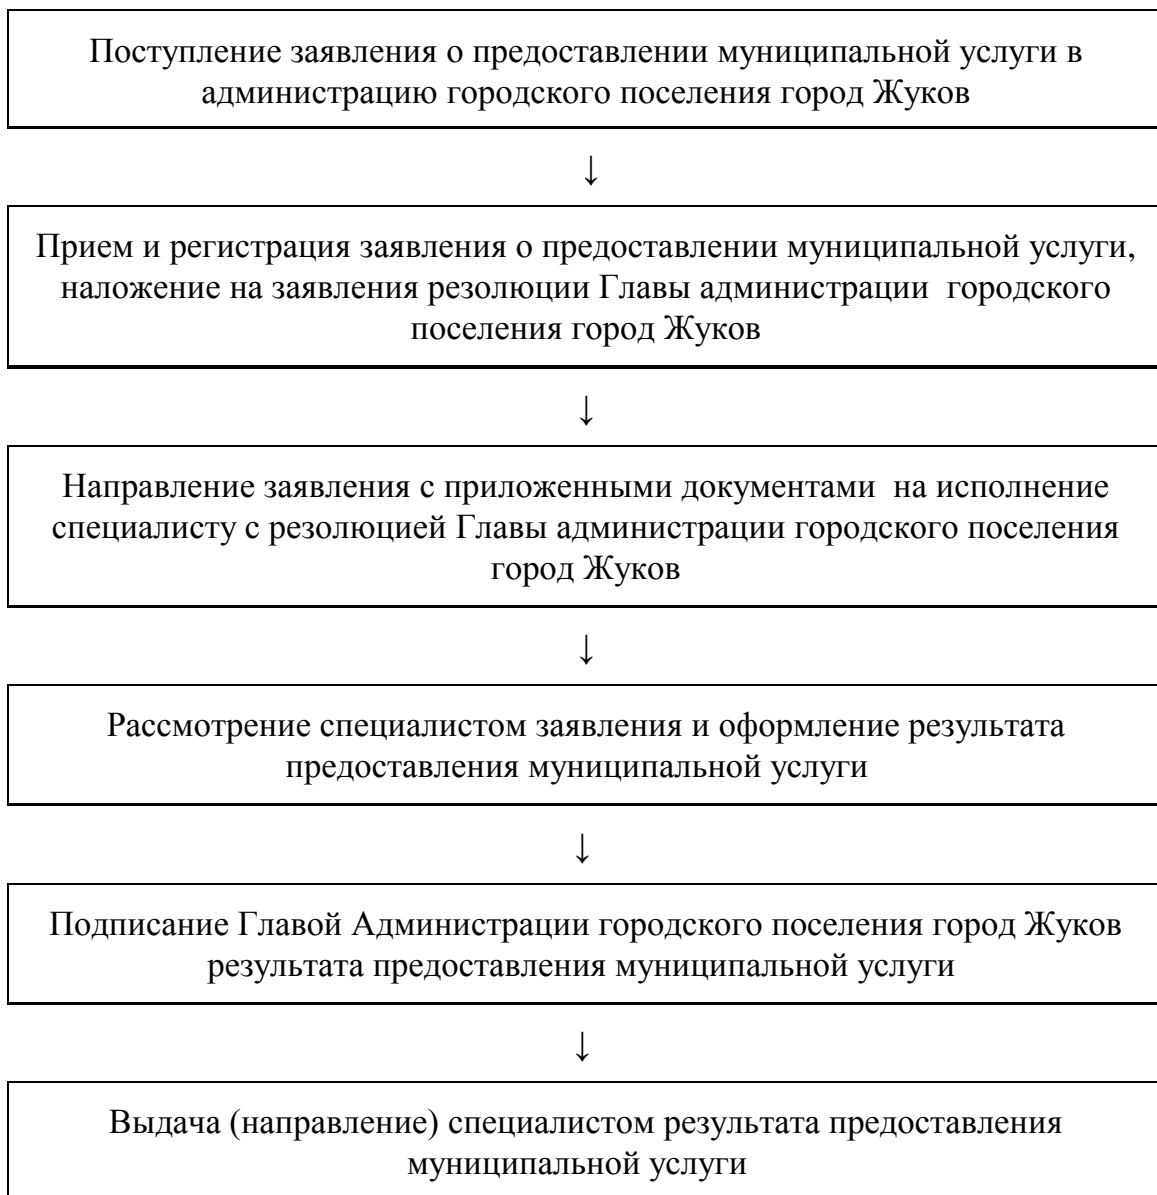 Поступление заявления о предоставлении муниципальной услуги в
администрацию городского поселения город Жуков
↓
Прием и регистрация заявления о предоставлении муниципальной услуги,
наложение на заявления резолюции Главы администрации городского
поселения город Жуков
↓
Направление заявления с приложенными документами на исполнение
специалисту с резолюцией Главы администрации городского поселения
город Жуков
↓
Рассмотрение специалистом заявления и оформление результата
предоставления муниципальной услуги
↓
Подписание Главой Администрации городского поселения город Жуков
результата предоставления муниципальной услуги
↓
Выдача (направление) специалистом результата предоставления
муниципальной услуги